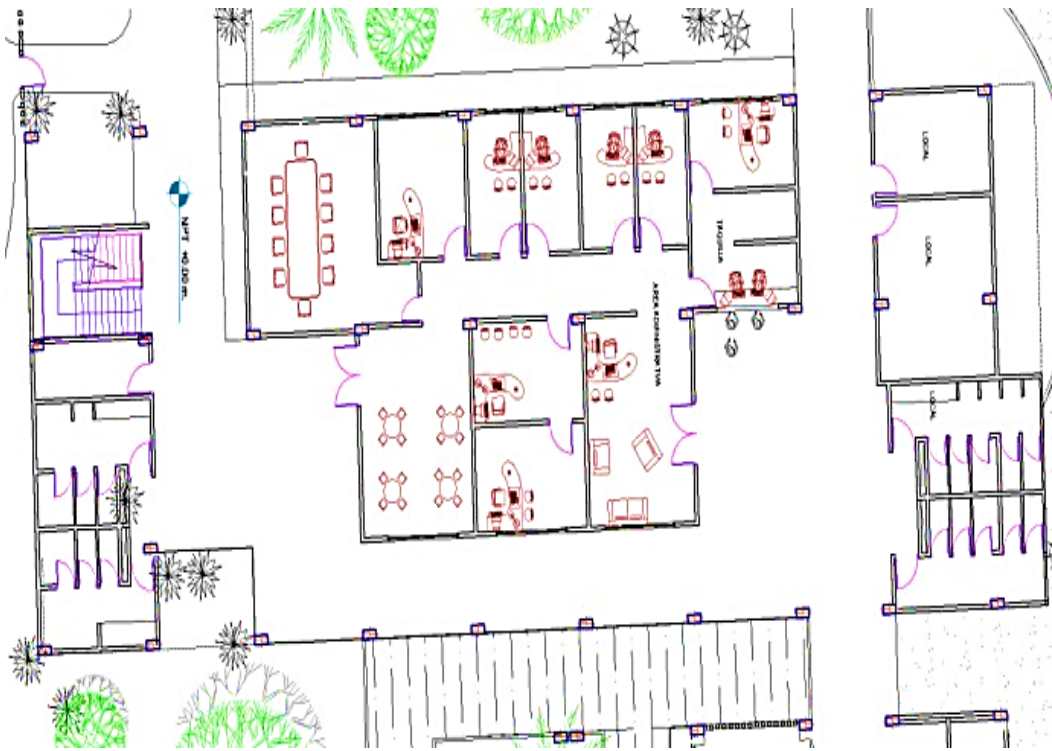 LOCAL
NPT +0.00 m.
TAQUILLA
LOCAL
AREA ADMINISTRATIVA
LOCAL